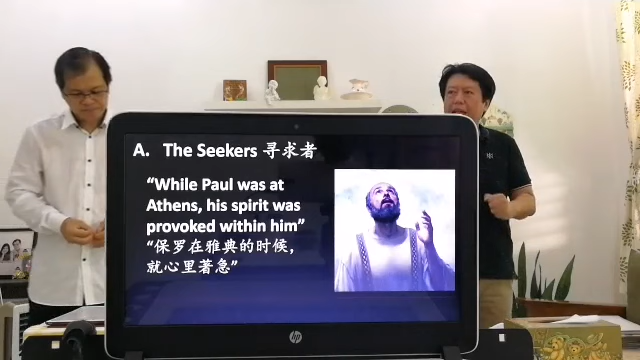 A. The Seekers 寻求者
“While Paul was at
Athens, his spirit was
provoked within him”
“保罗在雅典的时候，
就心里著急”
hp